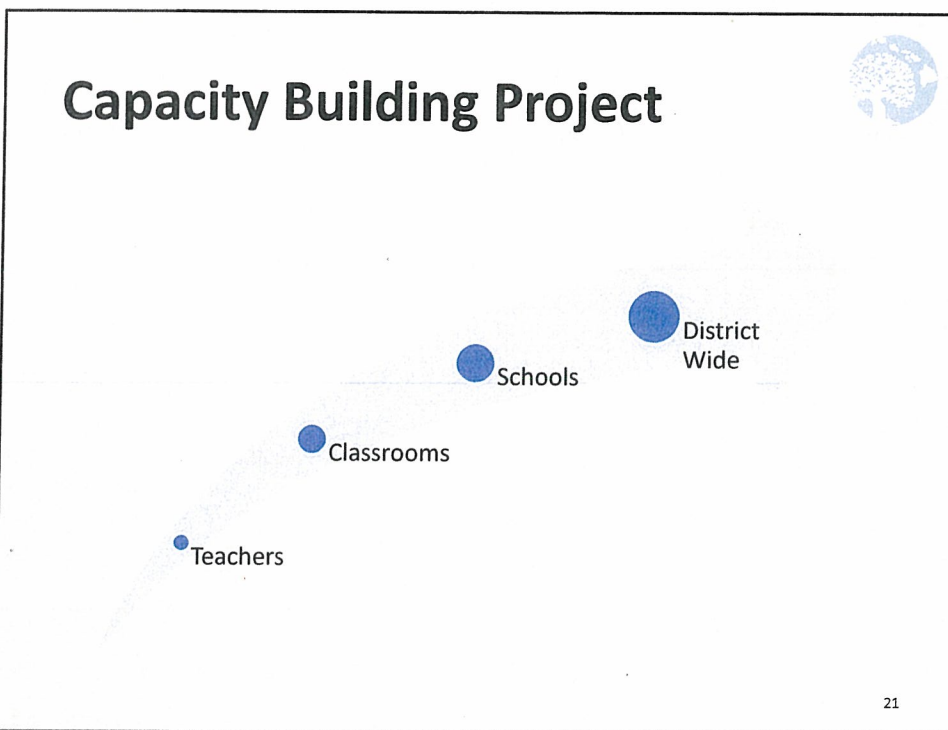 Capacity Building Project
District
Wide
Schools
Classrooms
Teachers
21